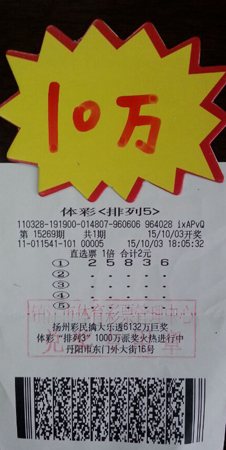 10万
体彩<排列5>
110328-191900-014807-960606 964028 ixAPvQ
第 15269期 共1期 15/10/03开奖
11-011541-101 00005 15/10/03 18:05:32
直选票 1倍 合计2元
① 2 5 8 3 6
②
③
④
⑤
扬州彩民擒大乐透6132万巨奖
体彩"排列3" 1000万派奖火热进行中
丹阳市东门外大街16号